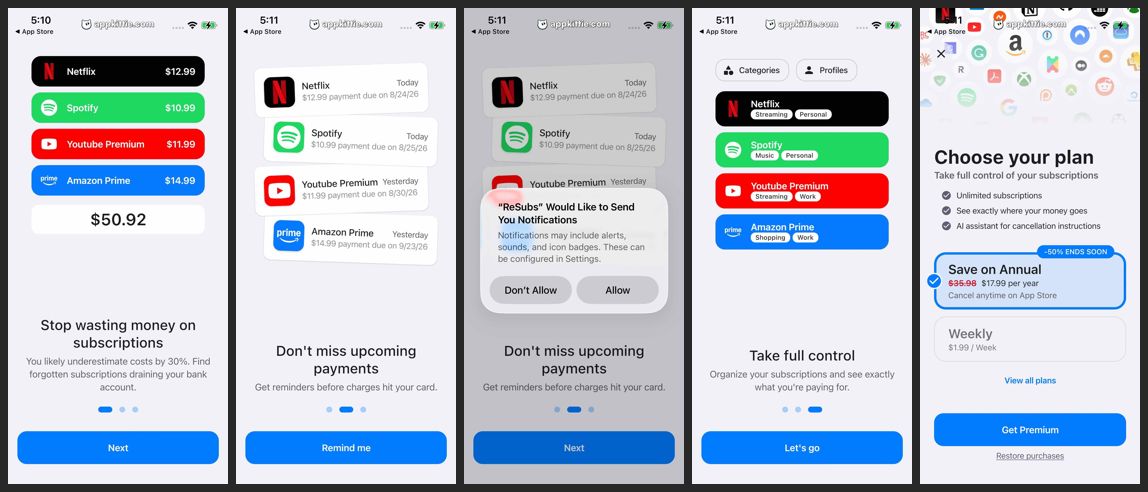 5:10
appkittie.com
◀ App Store
Netflix $12.99
Spotify $10.99
Youtube Premium $11.99
prime Amazon Prime $14.99
$50.92
Stop wasting money on
subscriptions
You likely underestimate costs by 30%. Find
forgotten subscriptions draining your bank
account.
Next
5:11
appkittie.com
◀ App Store
Netflix Today
$12.99 payment due on 8/24/26
Spotify Today
$10.99 payment due on 8/25/26
Youtube Premium Yesterday
$11.99 payment due on 8/30/26
prime Amazon Prime Yesterday
$14.99 payment due on 9/23/26
Don't miss upcoming
payments
Get reminders before charges hit your card.
Remind me
5:11
appkittie.com
◀ App Store
Netflix Today
$12.99 payment due on 8/24/26
Spotify Today
$10.99 payment due on 8/25/26
Youtube Premium Yesterday
“ReSubs” Would Like to Send
You Notifications
Notifications may include alerts,
sounds, and icon badges. These can
be configured in Settings.
Don’t Allow Allow
Don't miss upcoming
payments
Get reminders before charges hit your card.
Next
5:11
appkittie.com
◀ App Store
Categories Profiles
Netflix
Streaming Personal
Spotify
Music Personal
Youtube Premium
Streaming Work
prime Amazon Prime
Shopping Work
Take full control
Organize your subscriptions and see exactly
what you're paying for.
Let's go
5:11
appkittie.com
◀ App Store
Choose your plan
Take full control of your subscriptions
Unlimited subscriptions
See exactly where your money goes
AI assistant for cancellation instructions
-50% ENDS SOON
Save on Annual
$35.98 $17.99 per year
Cancel anytime on App Store
Weekly
$1.99 / Week
View all plans
Get Premium
Restore purchases